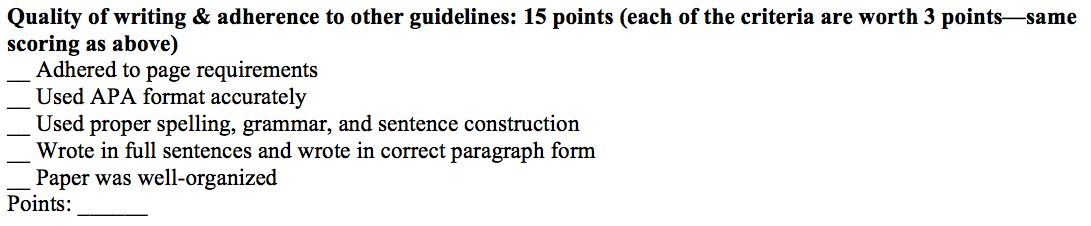 Quality of writing & adherence to other guidelines: 15 points (each of the criteria are worth 3 points—same
scoring as above)
__ Adhered to page requirements
__ Used APA format accurately
__ Used proper spelling, grammar, and sentence construction
__ Wrote in full sentences and wrote in correct paragraph form
__ Paper was well-organized
Points: ______